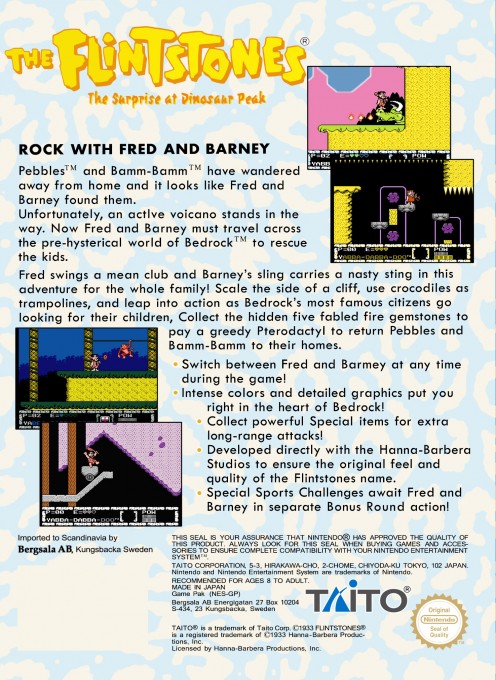 THE FLINTSTONES®
The Surprise at Dinosaur Peak
ROCK WITH FRED AND BARNEY
Pebbles™ and Bamm-Bamm™ have wandered
away from home and it looks like Fred and
Barney found them.
Unfortunately, an actlve voicano stands in the
way. Now Fred and Barney must travel across
the pre-hysterical world of Bedrock™ to rescue
the kids.
Fred swings a mean club and Barney's sling carries a nasty sting in this
adventure for the whole family! Scale the side of a cliff, use crocodiles as
trampolines, and leap into action as Bedrock's most famous citizens go
looking for their children, Collect the hidden five fabled fire gemstones to
pay a greedy Pterodactyl to return Pebbles and
Bamm-Bamm to their homes.
• Switch between Fred and Barmey at any time
during the game!
• Intense colors and detailed graphics put you
right in the heart of Bedrock!
• Collect powerful Special items for extra
long-range attacks!
• Developed directly with the Hanna-Barbera
Studios to ensure the original feel and
quality of the Flintstones name.
• Special Sports Challenges await Fred and
Barney in separate Bonus Round action!
Imported to Scandinavia by
Bergsala AB, Kungsbacka Sweden
THIS SEAL IS YOUR ASSURANCE THAT NINTENDO® HAS APPROVED THE QUALITY OF
THIS PRODUCT. ALWAYS LOOK FOR THIS SEAL WHEN BUYING GAMES AND ACCES-
SORIES TO ENSURE COMPLETE COMPATIBILITY WITH YOUR NINTENDO ENTERTAINMENT
SYSTEM™.
TAITO CORPORATION, 5-3, HIRAKAWA-CHO, 2-CHOME, CHIYODA-KU TOKYO, 102 JAPAN.
Nintendo and Nintendo Entertainment System are trademarks of Nintendo.
RECOMMENDED FOR AGES 8 TO ADULT.
MADE IN JAPAN
Game Pak (NES-GP)
Bergsala AB Energigatan 27 Box 10204
S-434, 23 Kungsbacka, Sweden
TAITO®
TAITO® is a trademark of Taito Corp. ©1933 FLINTSTONES®
is a registered trademark of ©1933 Hanna-Barbera Produc-
tions, Inc.
Licensed by Hanna-Barbera Productions, Inc.
Original
Nintendo
Seal of
Quality